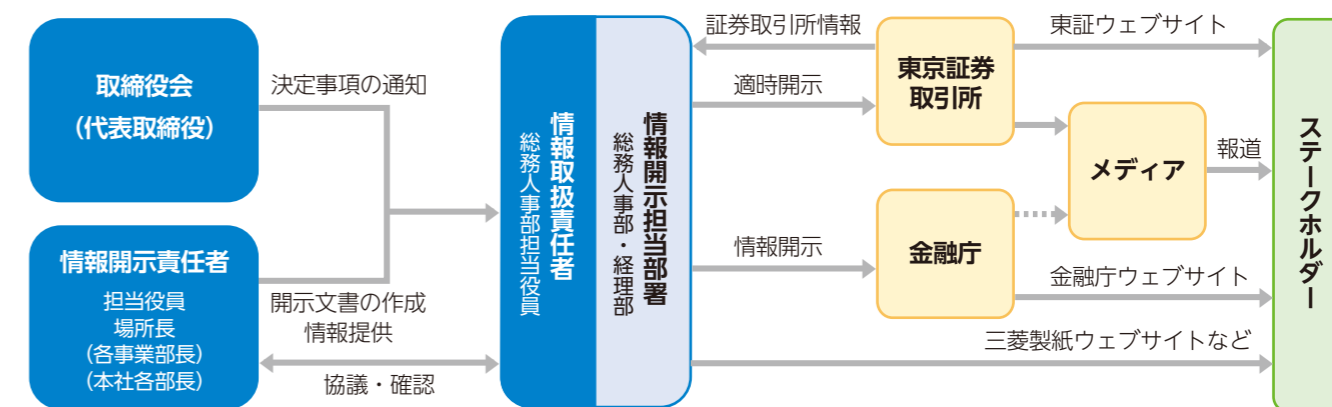 取締役会
(代表取締役)
決定事項の通知
情報開示責任者
担当役員
場所長
(各事業部長)
(本社各部長)
開示文書の作成
情報提供
協議・確認
情報取扱責任者
総務人事部担当役員
情報開示担当部署
総務人事部・経理部
証券取引所情報
適時開示
情報開示
東京証券
取引所
金融庁
メディア
東証ウェブサイト
報道
金融庁ウェブサイト
三菱製紙ウェブサイトなど
ステークホルダー